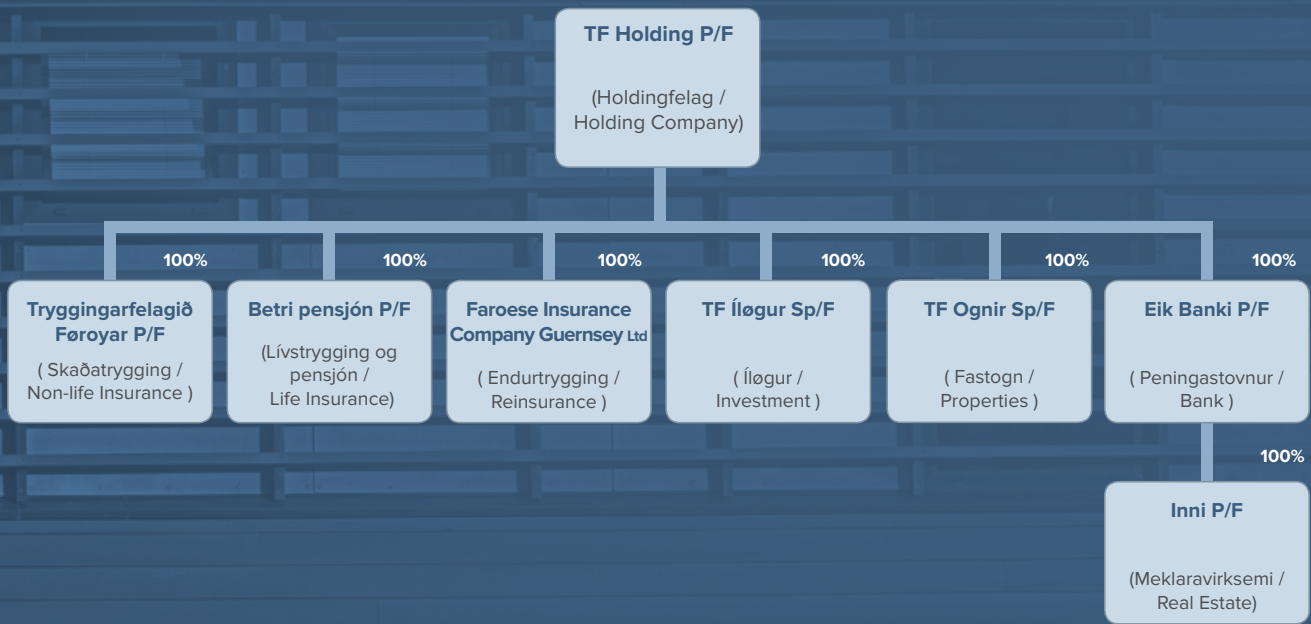 TF Holding P/F
(Holdingfelag /
Holding Company)
100%
100%
100%
100%
100%
100%
Tryggingarfelagið
Føroyar P/F
( Skaðatrygging /
Non-life Insurance )
Betri pensjón P/F
(Lívstrygging og
pensjón /
Life Insurance)
Faroese Insurance
Company Guernsey Ltd
( Endurtrygging /
Reinsurance )
TF Íløgur Sp/F
( Íløgur /
Investment )
TF Ognir Sp/F
( Fastogn /
Properties )
Eik Banki P/F
( Peningastovnur /
Bank )
100%
Inni P/F
(Meklaravirksemi /
Real Estate)